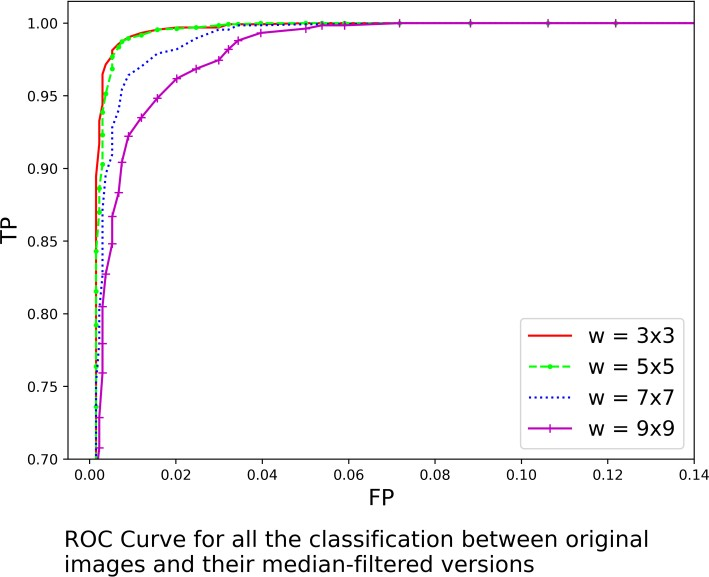 1.00
0.95
0.90
0.85
0.80
0.75
0.70
TP
0.00 0.02 0.04 0.06 0.08 0.10 0.12 0.14
FP
w = 3x3
w = 5x5
w = 7x7
w = 9x9
ROC Curve for all the classification between original
images and their median-filtered versions